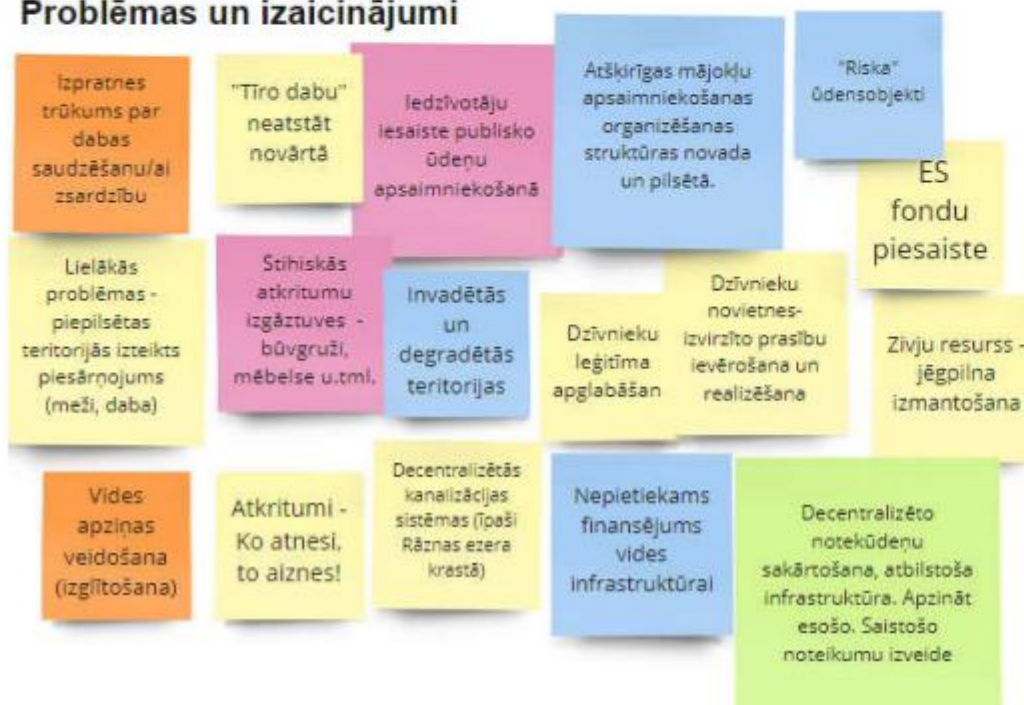 Problēmas un izaicinājumi
Izpratnes
trūkums par
dabas
saudzēšanu/ai
zsardzību
"Tīro dabu"
neatstāt
novārtā
Iedzīvotāju
iesaiste publisko
ūdeņu
apsaimniekošanā
Atšķirīgas mājokļu
apsaimniekošanas
organizēšanas
struktūras novada
un pilsētā.
"Riska"
ūdensobjekti
ES
fondu
piesaiste
Lielākās
problēmas -
piepilsētas
teritorijās izteikts
piesārņojums
(meži, daba)
Stihiskās
atkritumu
izgāztuves -
būvgruži,
mēbelse u.tml.
Invadētās
un
degradētās
teritorijas
Dzīvnieku
leģitīma
apglabāšan
Dzīvnieku
novietnes-
izvirzīto prasību
ievērošana un
realizēšana
Zivju resurss -
jēgpilna
izmantošana
Vides
apziņas
veidošana
(izglītošana)
Atkritumi -
Ko atnesi,
to aiznes!
Decentralizētās
kanalizācijas
sistēmas (īpaši
Rāznas ezera
krastā)
Nepietiekams
finansējums
vides
infrastruktūrai
Decentralizēto
notekūdeņu
sakārtošana, atbilstoša
infrastruktūra. Apzināt
esošo. Saistošo
noteikumu izveide